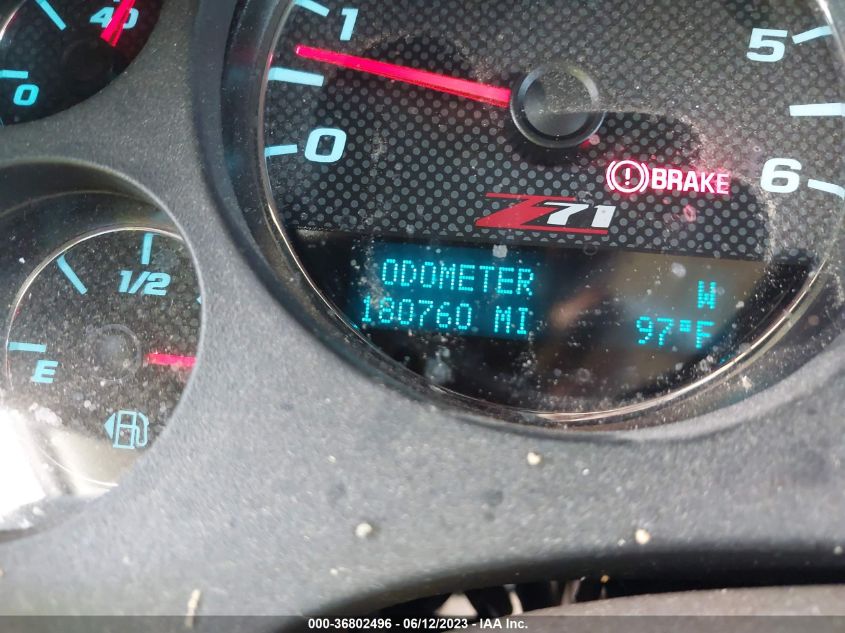 40
0
1
0
5
6
BRAKE
Z71
ODOMETER
180760 MI
W
97°F
1/2
E
000-36802496 - 06/12/2023 - IAA Inc.